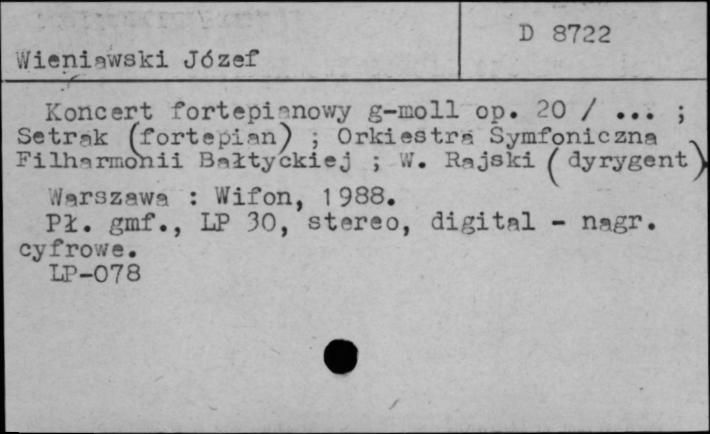 D 8722
Wieniawski Józef
Koncert fortepianowy g-moll op. 20 / ... ;
Setrak (fortepian) ; Orkiestra Symfoniczna
Filharmonii Bałtyckiej ; W. Rajski (dyrygent)
Warszawa : Wifon, 1988.
Pł. gmf., LP 30, stereo, digital - nagr.
cyfrowe.
LP-078